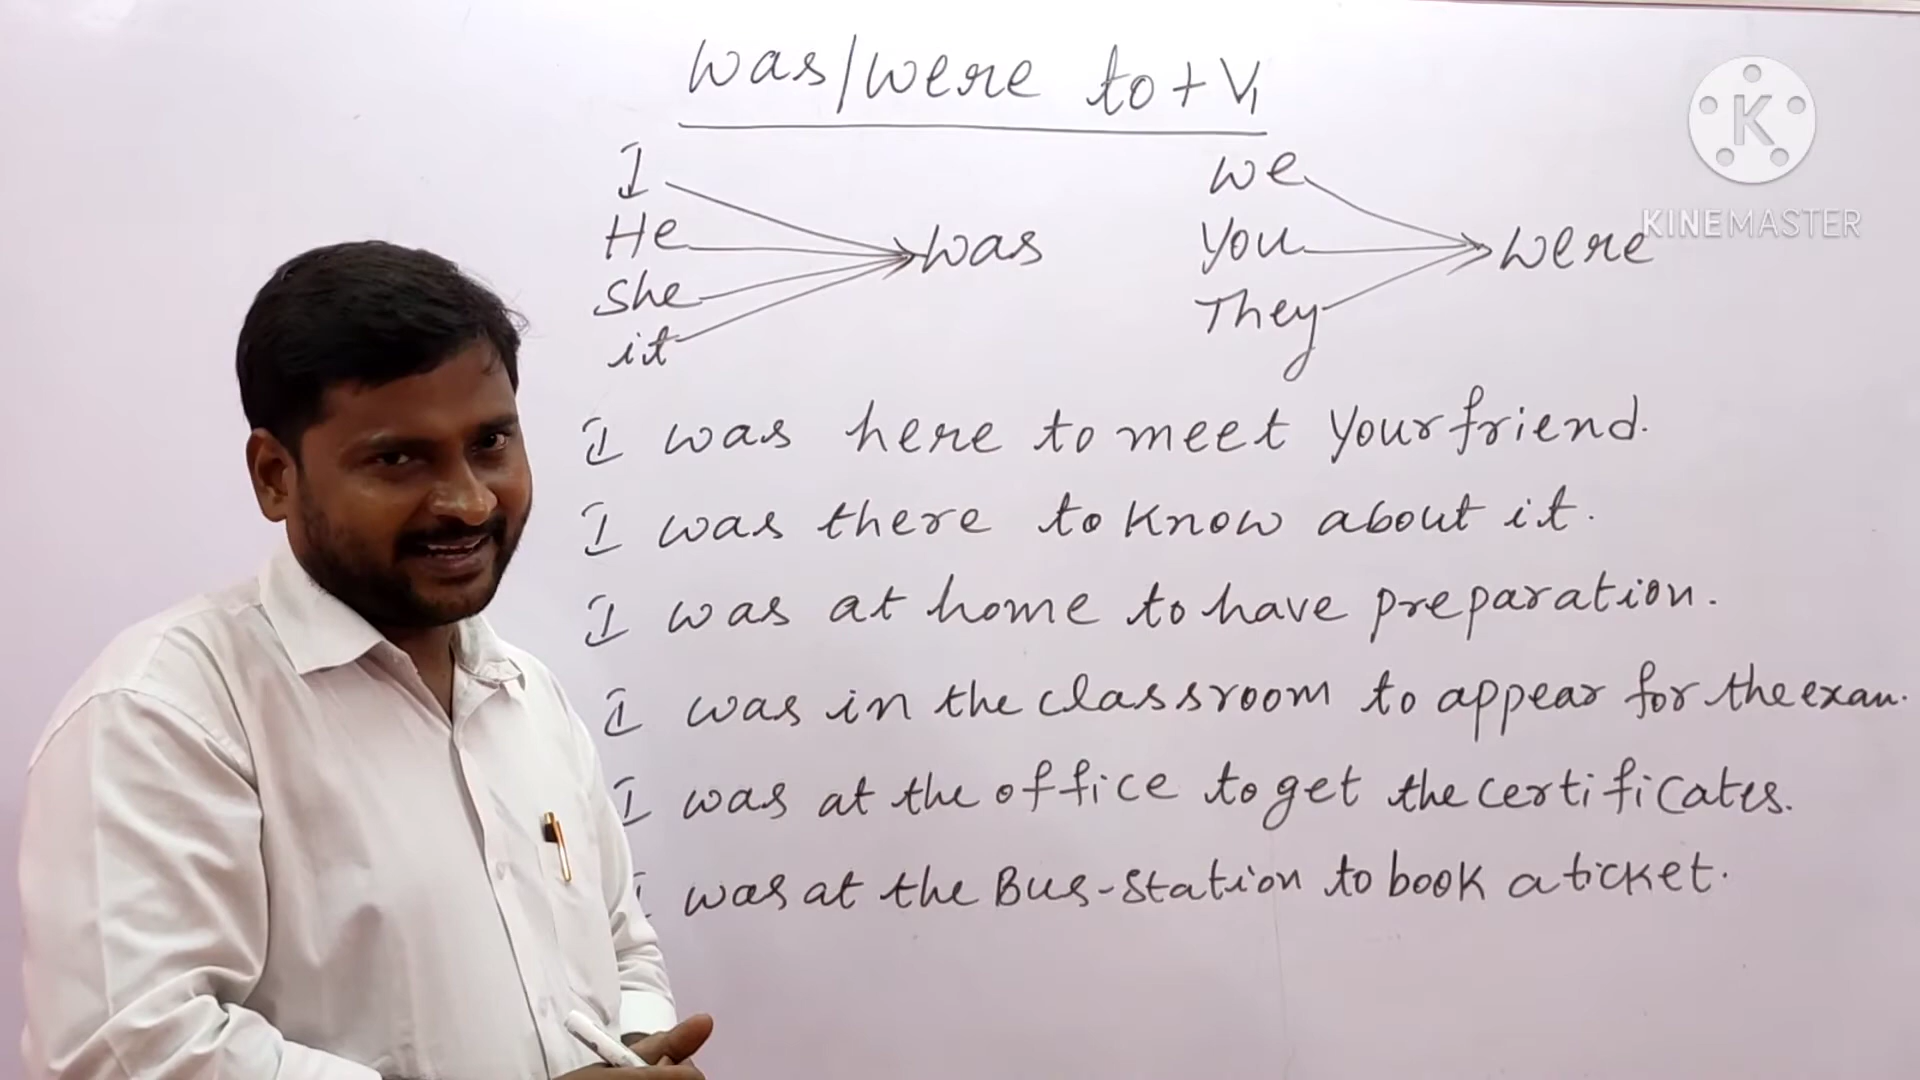 was/were to + V1
I
He
She
it
was
we
You
They
were
K
KINEMASTER
I was here to meet your friend.
I was there to know about it.
I was at home to have preparation.
I was in the classroom to appear for the exam.
I was at the office to get the certificates.
I was at the Bus-station to book a ticket.